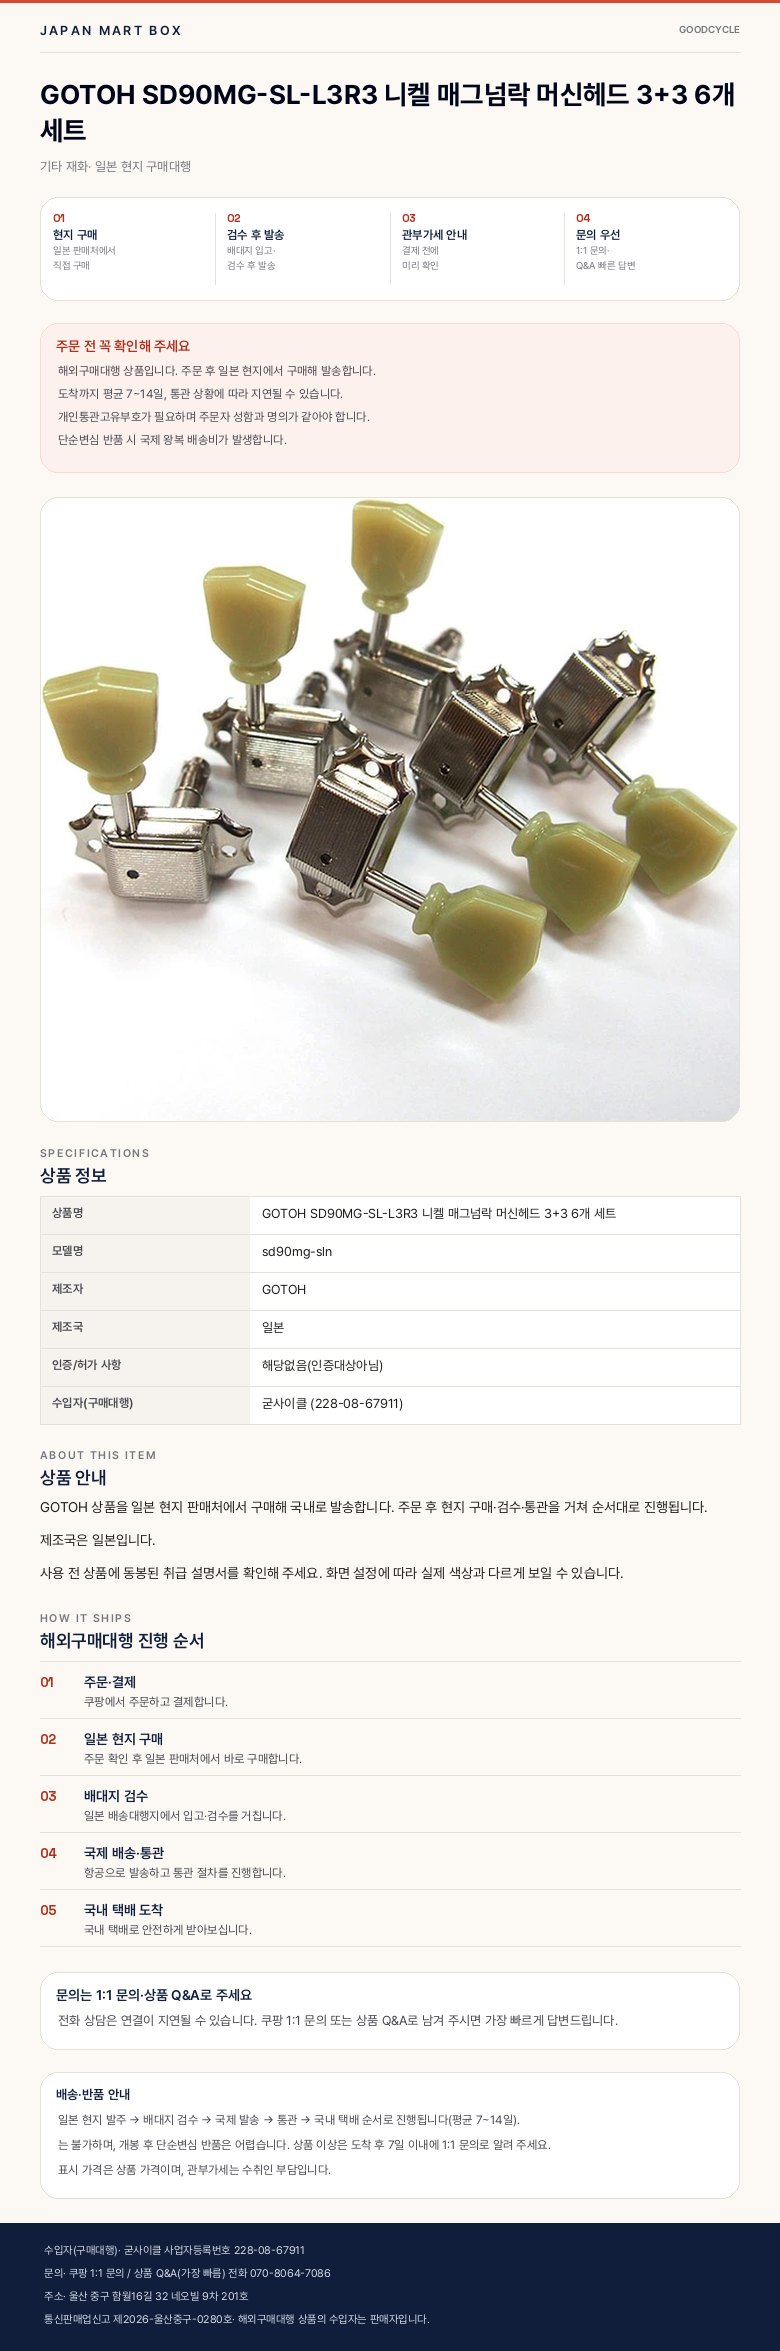 JAPAN MART BOX
GOODCYCLE
GOTOH SD90MG-SL-L3R3 니켈 매그넘락 머신헤드 3+3 6개
세트
기타 재화· 일본 현지 구매대행
01
현지 구매
일본 판매처에서
직접 구매
02
검수 후 발송
배대지 입고·
검수 후 발송
03
관부가세 안내
결제 전에
미리 확인
04
문의 우선
1:1 문의·
Q&A 빠른 답변
주문 전 꼭 확인해 주세요
해외구매대행 상품입니다. 주문 후 일본 현지에서 구매해 발송합니다.
도착까지 평균 7~14일, 통관 상황에 따라 지연될 수 있습니다.
개인통관고유부호가 필요하며 주문자 성함과 명의가 같아야 합니다.
단순변심 반품 시 국제 왕복 배송비가 발생합니다.
SPECIFICATIONS
상품 정보
상품명 GOTOH SD90MG-SL-L3R3 니켈 매그넘락 머신헤드 3+3 6개 세트
모델명 sd90mg-sln
제조자 GOTOH
제조국 일본
인증/허가 사항 해당없음(인증대상아님)
수입자(구매대행) 굳사이클 (228-08-67911)
ABOUT THIS ITEM
상품 안내
GOTOH 상품을 일본 현지 판매처에서 구매해 국내로 발송합니다. 주문 후 현지 구매·검수·통관을 거쳐 순서대로 진행됩니다.
제조국은 일본입니다.
사용 전 상품에 동봉된 취급 설명서를 확인해 주세요. 화면 설정에 따라 실제 색상과 다르게 보일 수 있습니다.
HOW IT SHIPS
해외구매대행 진행 순서
01 주문·결제
쿠팡에서 주문하고 결제합니다.
02 일본 현지 구매
주문 확인 후 일본 판매처에서 바로 구매합니다.
03 배대지 검수
일본 배송대행지에서 입고·검수를 거칩니다.
04 국제 배송·통관
항공으로 발송하고 통관 절차를 진행합니다.
05 국내 택배 도착
국내 택배로 안전하게 받아보십니다.
문의는 1:1 문의·상품 Q&A로 주세요
전화 상담은 연결이 지연될 수 있습니다. 쿠팡 1:1 문의 또는 상품 Q&A로 남겨 주시면 가장 빠르게 답변드립니다.
배송·반품 안내
일본 현지 발주 → 배대지 검수 → 국제 발송 → 통관 → 국내 택배 순서로 진행됩니다(평균 7~14일).
는 불가하며, 개봉 후 단순변심 반품은 어렵습니다. 상품 이상은 도착 후 7일 이내에 1:1 문의로 알려 주세요.
표시 가격은 상품 가격이며, 관부가세는 수취인 부담입니다.
수입자(구매대행)· 굳사이클 사업자등록번호 228-08-67911
문의· 쿠팡 1:1 문의 / 상품 Q&A(가장 빠름) 전화 070-8064-7086
주소· 울산 중구 함월16길 32 네오빌 9차 201호
통신판매업신고 제2026-울산중구-0280호· 해외구매대행 상품의 수입자는 판매자입니다.